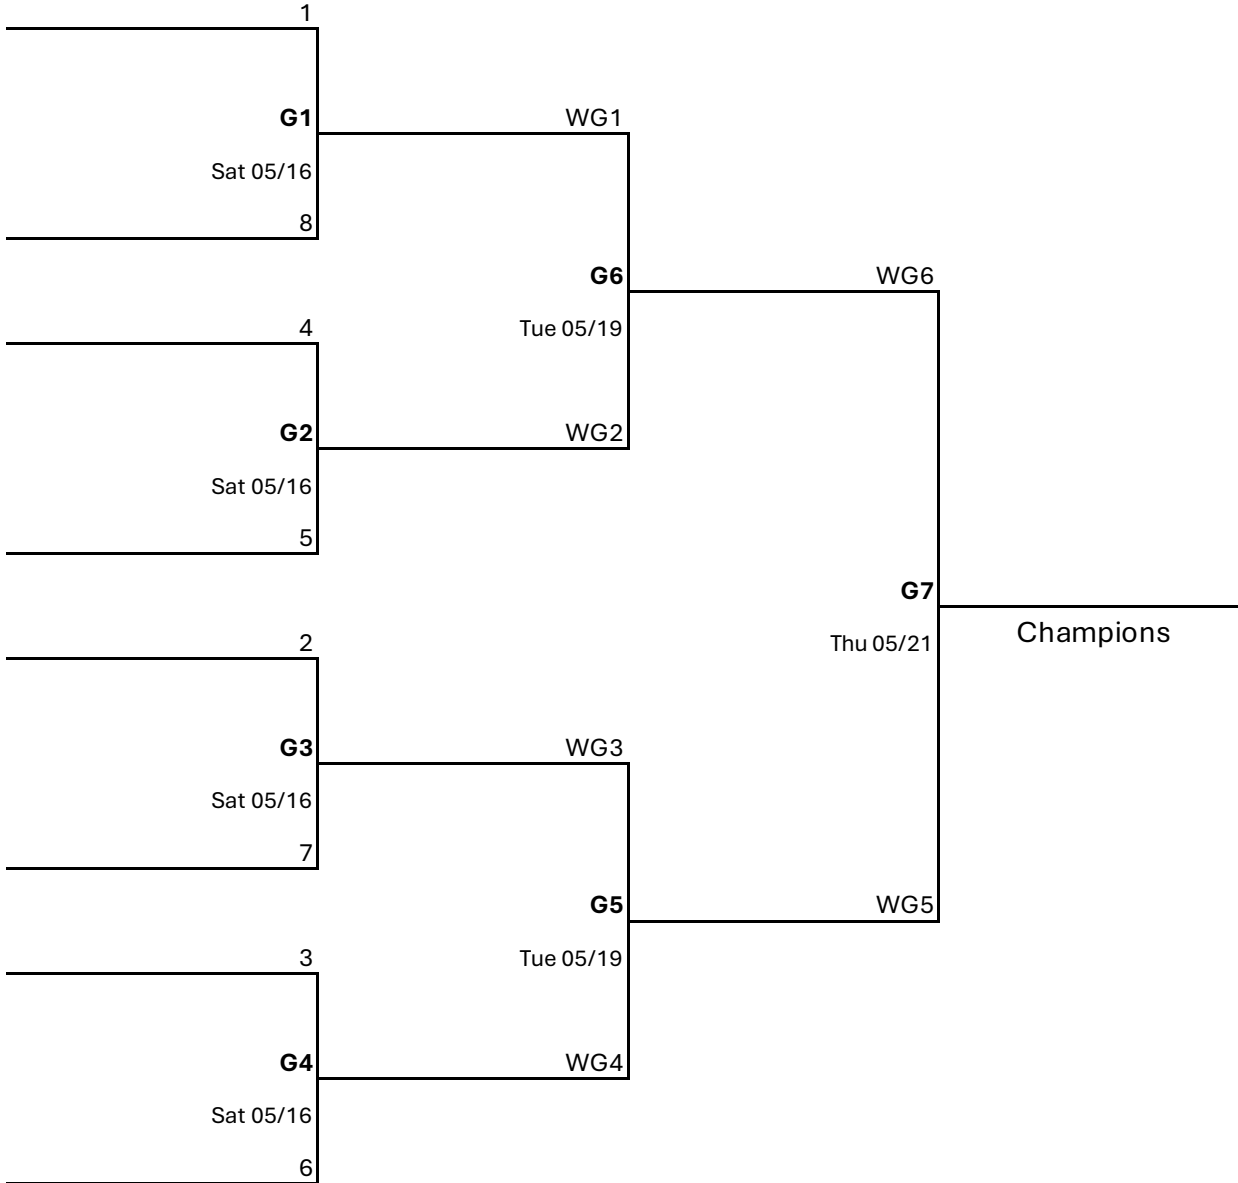 1
G1
WG1
Sat 05/16
8
G6
WG6
4
Tue 05/19
G2
WG2
Sat 05/16
5
G7
Champions
2
Thu 05/21
G3
WG3
Sat 05/16
7
G5
WG5
3
Tue 05/19
G4
WG4
Sat 05/16
6